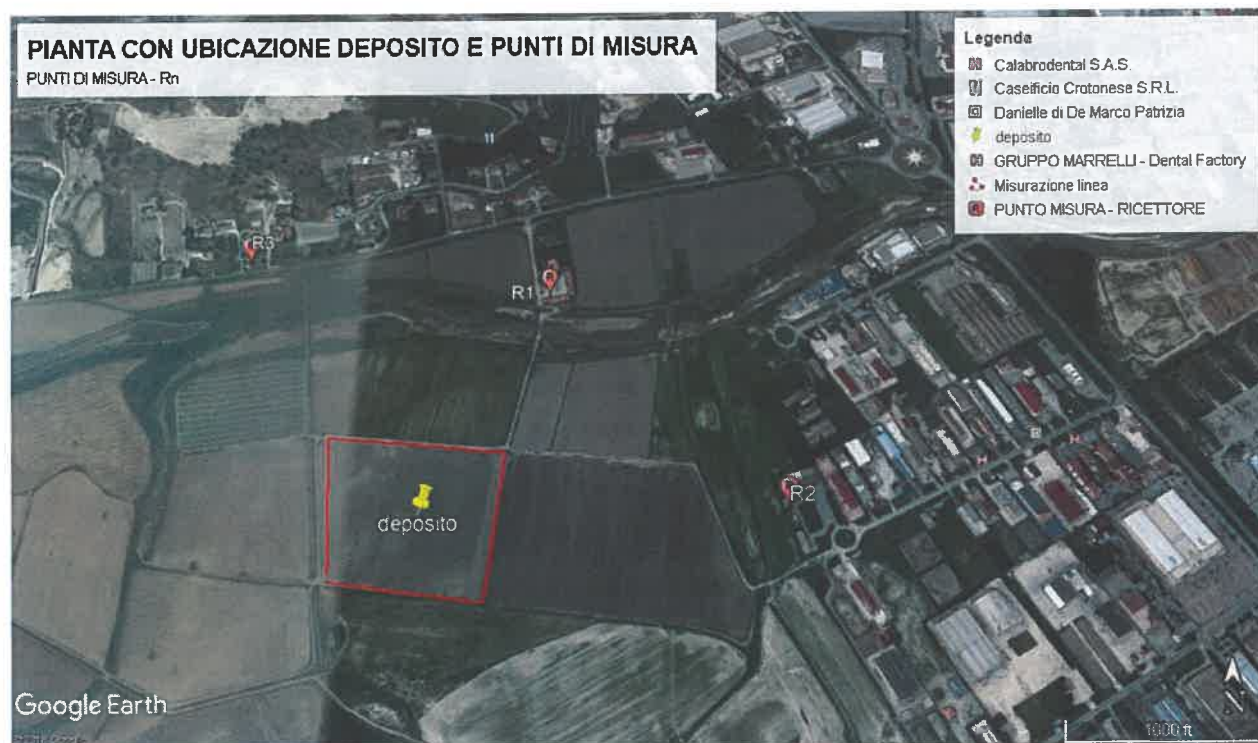 PIANTA CON UBICAZIONE DEPOSITO E PUNTI DI MISURA
PUNTI DI MISURA - Rn
Legenda
Calabrodental S.A.S.
Caseificio Crotonese S.R.L.
Danielle di De Marco Patrizia
deposito
GRUPPO MARRELLI - Dental Factory
Misurazione linea
PUNTO MISURA - RICETTORE
R3
R1
R2
H
H
deposito
Google Earth
1000 ft